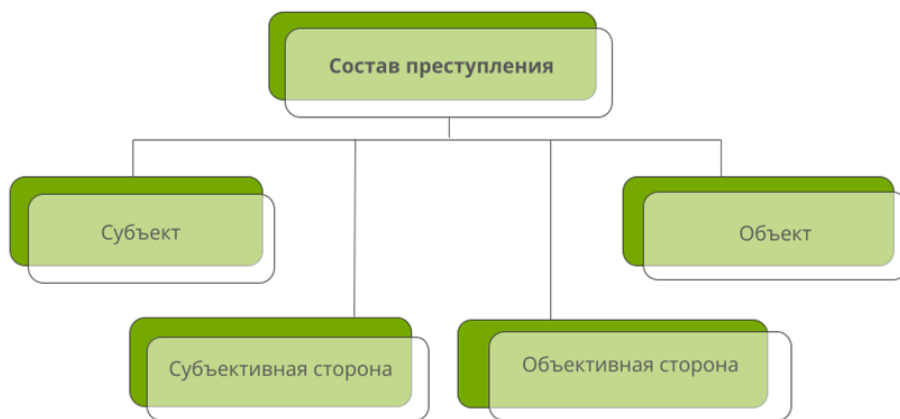 Состав преступления
Субъект
Объект
Субъективная сторона
Объективная сторона